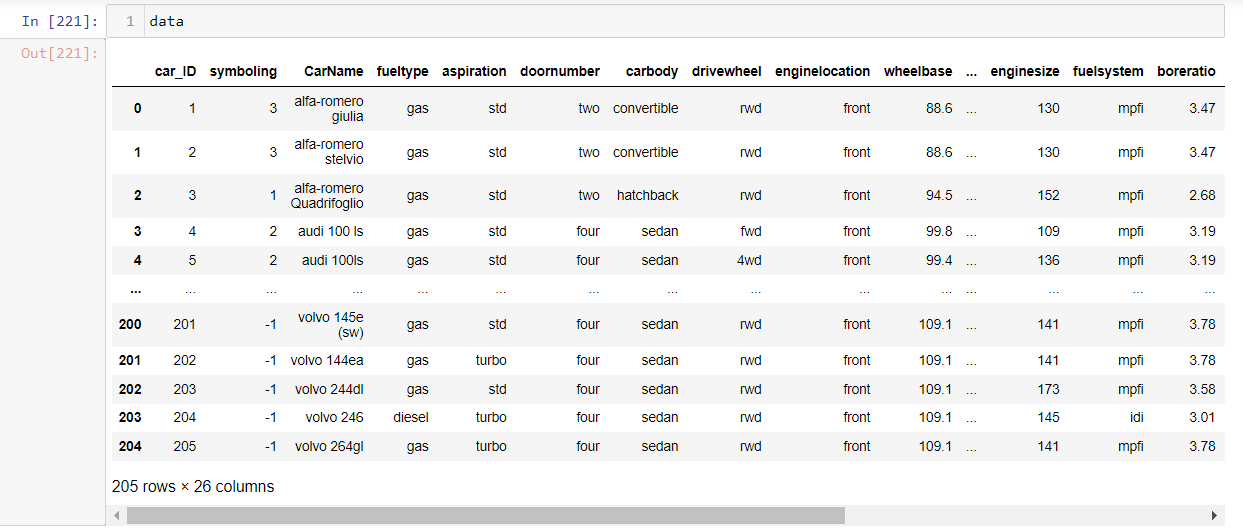 In [221]: 1 data
Out[221]:
car_ID symboling CarName fueltype aspiration doornumber carbody drivewheel enginelocation wheelbase ... enginesize fuelsystem boreratio
0 1 3 alfa-romero giulia gas std two convertible rwd front 88.6 ... 130 mpfi 3.47
1 2 3 alfa-romero stelvio gas std two convertible rwd front 88.6 ... 130 mpfi 3.47
2 3 1 alfa-romero Quadrifoglio gas std two hatchback rwd front 94.5 ... 152 mpfi 2.68
3 4 2 audi 100 ls gas std four sedan fwd front 99.8 ... 109 mpfi 3.19
4 5 2 audi 100ls gas std four sedan 4wd front 99.4 ... 136 mpfi 3.19
... ... ... ... ... ... ... ... ... ... ... ... ... ... ...
200 201 -1 volvo 145e (sw) gas std four sedan rwd front 109.1 ... 141 mpfi 3.78
201 202 -1 volvo 144ea gas turbo four sedan rwd front 109.1 ... 141 mpfi 3.78
202 203 -1 volvo 244dl gas std four sedan rwd front 109.1 ... 173 mpfi 3.58
203 204 -1 volvo 246 diesel turbo four sedan rwd front 109.1 ... 145 idi 3.01
204 205 -1 volvo 264gl gas turbo four sedan rwd front 109.1 ... 141 mpfi 3.78
205 rows × 26 columns